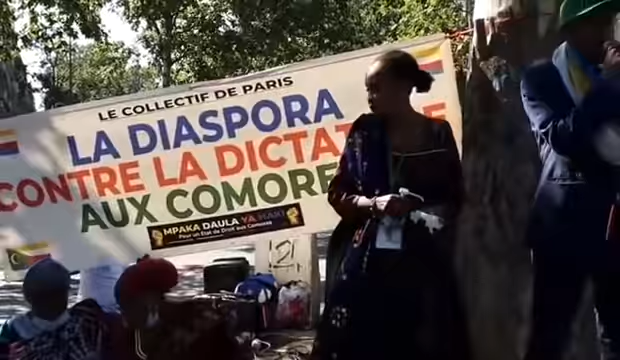 LE COLLECTIF DE PARIS
LA DIASPORA
CONTRE LA DICTAT
AUX COMORE
MPAKA DAULA YA HAKI
Pour un Etat de Droit aux Comores